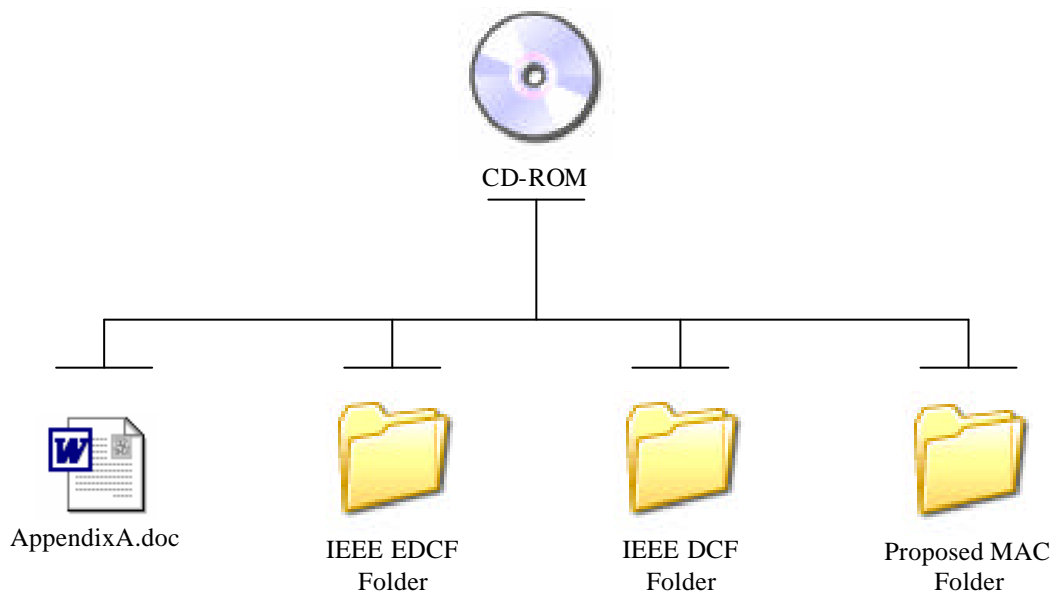 CD-ROM
W
AppendixA.doc
IEEE EDCF
Folder
IEEE DCF
Folder
Proposed MAC
Folder